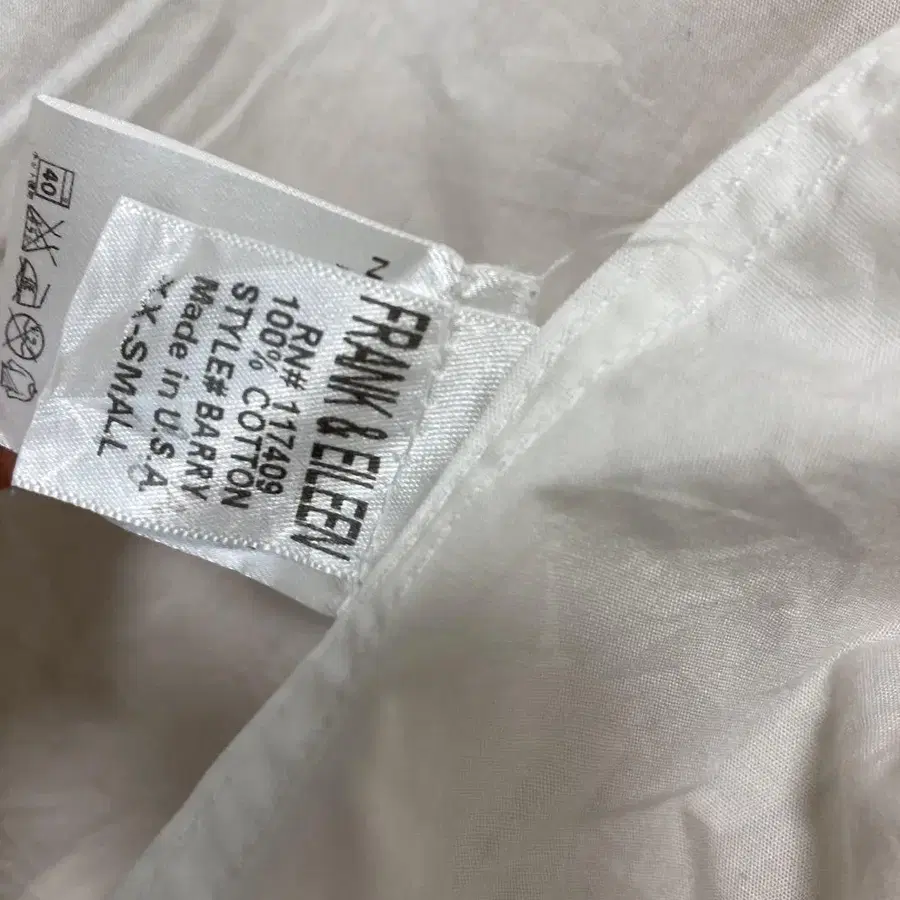 FRANK & EILEEN
RN# 117409
100% COTTON
STYLE# BARRY
Made in U.S.A
XX-SMALL
40